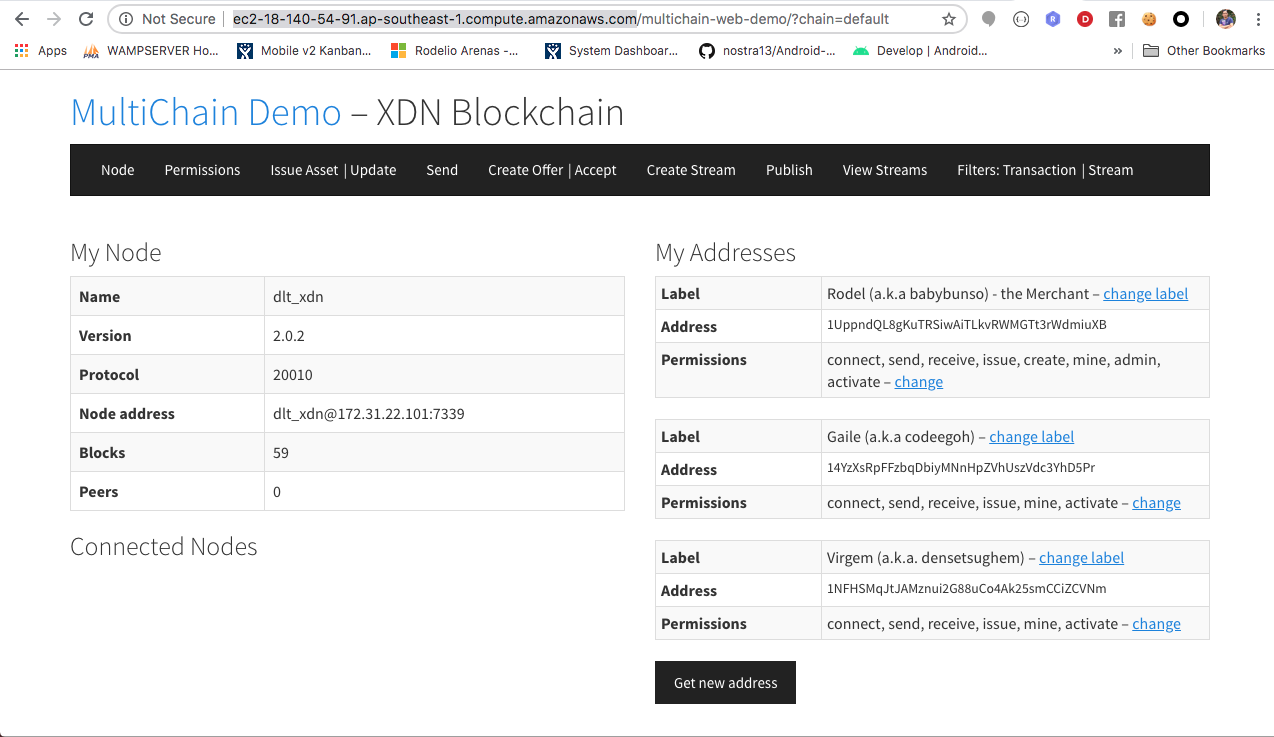 Not Secure | ec2-18-140-54-91.ap-southeast-1.compute.amazonaws.com/multichain-web-demo/?chain=default
Apps WAMPSERVER Ho... Mobile v2 Kanban... Rodelio Arenas -... System Dashboar... nostra13/Android-... Develop | Android... » Other Bookmarks
MultiChain Demo – XDN Blockchain
Node Permissions Issue Asset | Update Send Create Offer | Accept Create Stream Publish View Streams Filters: Transaction | Stream
My Node
Name dlt_xdn
Version 2.0.2
Protocol 20010
Node address dlt_xdn@172.31.22.101:7339
Blocks 59
Peers 0
Connected Nodes
My Addresses
Label Rodel (a.k.a babybunso) - the Merchant – change label
Address 1UppndQL8gKuTRSiwAiTLkvRWMGTt3rWdmiuXB
Permissions connect, send, receive, issue, create, mine, admin,
activate – change
Label Gaile (a.k.a codeegoh) – change label
Address 14YzXsRpFFzbqDbiyMNnHpZVhUszVdc3YhD5Pr
Permissions connect, send, receive, issue, mine, activate – change
Label Virgem (a.k.a. densetsughem) – change label
Address 1NFHSMqJtJAMznui2G88uCo4Ak25smCCiZCVNm
Permissions connect, send, receive, issue, mine, activate – change
Get new address